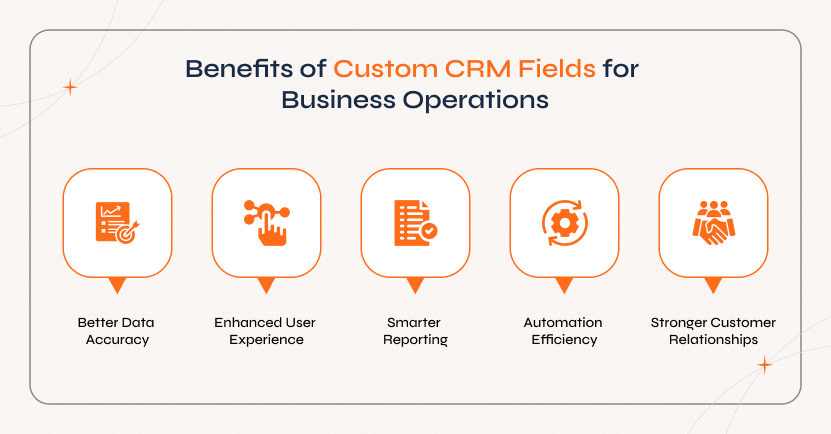 Benefits of Custom CRM Fields for
Business Operations
Better Data
Accuracy
Enhanced User
Experience
Smarter
Reporting
Automation
Efficiency
Stronger Customer
Relationships